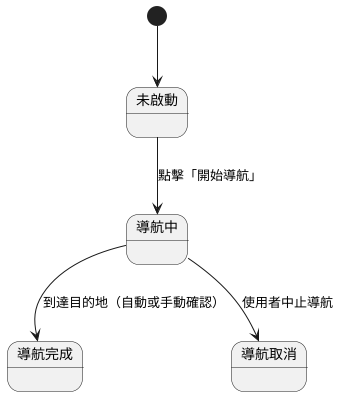 未啟動
點擊「開始導航」
導航中
到達目的地（自動或手動確認）
使用者中止導航
導航完成
導航取消